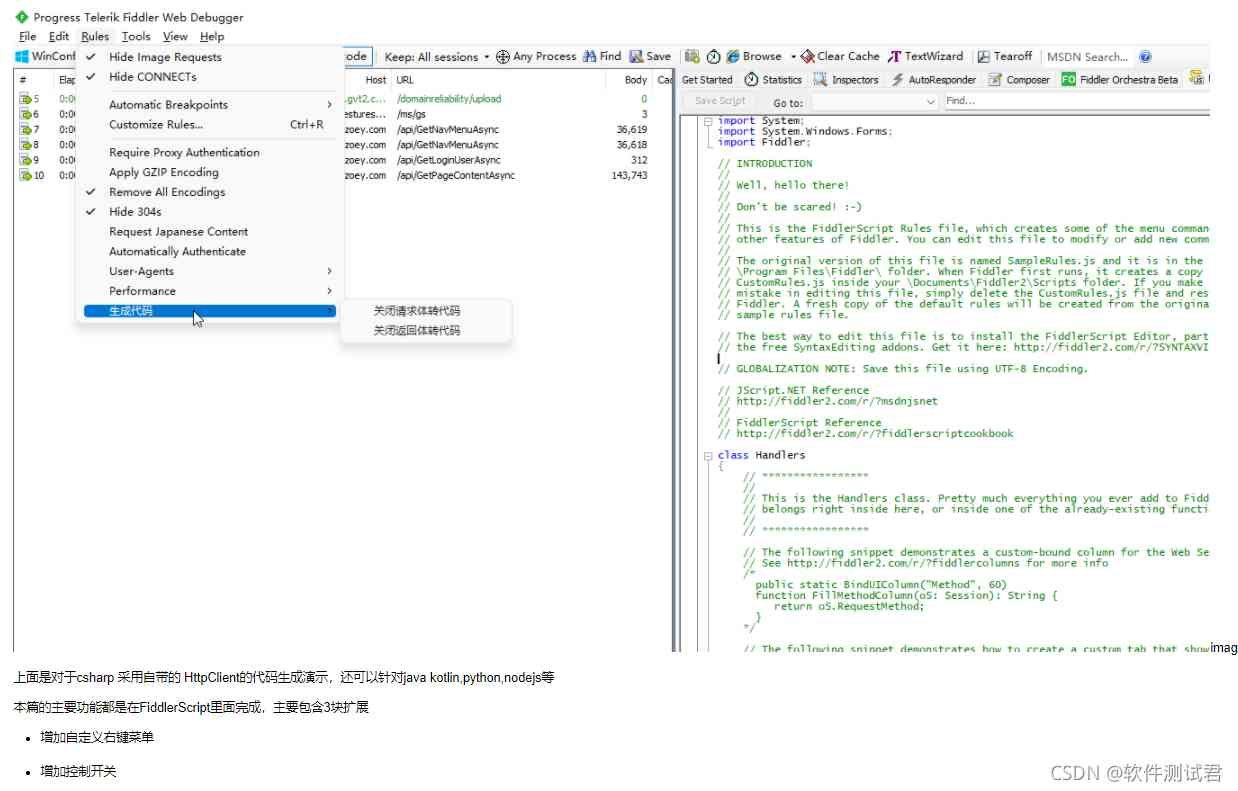 Progress Telerik Fiddler Web Debugger
File Edit Rules Tools View Help
WinConf ode Keep: All sessions Any Process Find Save Browse Clear Cache TextWizard Tearoff MSDN Search...
Hide Image Requests
Hide CONNECTs
Automatic Breakpoints
Customize Rules... Ctrl+R
Require Proxy Authentication
Apply GZIP Encoding
Remove All Encodings
Hide 304s
Request Japanese Content
Automatically Authenticate
User-Agents
Performance
生成代码
关闭请求体转代码
关闭返回体转代码
# Elap Host URL Body Cac
5 0:0 .gvt2.c... /domainreliability/upload 0
6 0:0 estures... /ms/gs 3
7 0:0 zoey.com /api/GetNavMenuAsync 36,619
8 0:0 zoey.com /api/GetNavMenuAsync 36,618
9 0:0 zoey.com /api/GetLoginUserAsync 312
10 0:0 zoey.com /api/GetPageContentAsync 143,743
Get Started Statistics Inspectors AutoResponder Composer FO Fiddler Orchestra Beta
Save Script Go to: Find...
import System;
import System.Windows.Forms;
import Fiddler;
// INTRODUCTION
//
// Well, hello there!
//
// Don't be scared! :-)
//
// This is the FiddlerScript Rules file, which creates some of the menu comman
// other features of Fiddler. You can edit this file to modify or add new comm
//
// The original version of this file is named SampleRules.js and it is in the
// \Program Files\Fiddler\ folder. When Fiddler first runs, it creates a copy
// CustomRules.js inside your \Documents\Fiddler2\Scripts folder. If you make
// mistake in editing this file, simply delete the CustomRules.js file and res
// Fiddler. A fresh copy of the default rules will be created from the origina
// sample rules file.
// The best way to edit this file is to install the FiddlerScript Editor, part
// the free SyntaxEditing addons. Get it here: http://fiddler2.com/r/?SYNTAXVI
// GLOBALIZATION NOTE: Save this file using UTF-8 Encoding.
// JScript.NET Reference
// http://fiddler2.com/r/?msdnjsnet
//
// FiddlerScript Reference
// http://fiddler2.com/r/?fiddlerscriptcookbook
class Handlers
{
// *****************
//
// This is the Handlers class. Pretty much everything you ever add to Fidd
// belongs right inside here, or inside one of the already-existing functi
//
// *****************
// The following snippet demonstrates a custom-bound column for the Web Se
// See http://fiddler2.com/r/?fiddlercolumns for more info
/*
public static BindUIColumn("Method", 60)
function FillMethodColumn(oS: Session): String {
return oS.RequestMethod;
}
*/
// The following snippet demonstrates how to create a custom tab that show
imag
上面是对于csharp 采用自带的 HttpClient的代码生成演示，还可以针对java kotlin,python,nodejs等
本篇的主要功能都是在FiddlerScript里面完成，主要包含3块扩展
• 增加自定义右键菜单
• 增加控制开关
CSDN @软件测试君